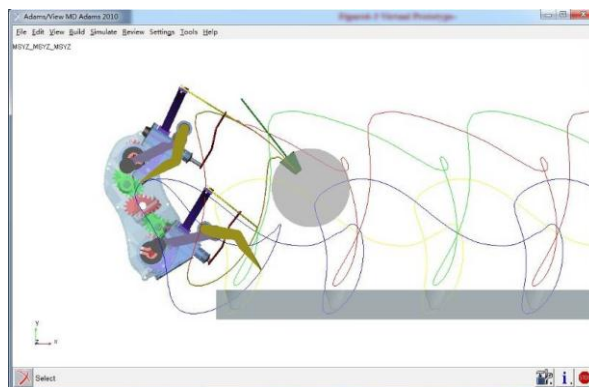 Adams/View MD Adams 2010
File Edit View Build Simulate Review Settings Tools Help
MSYZ_MSYZ_MSYZ
Y
Z X
Select
i